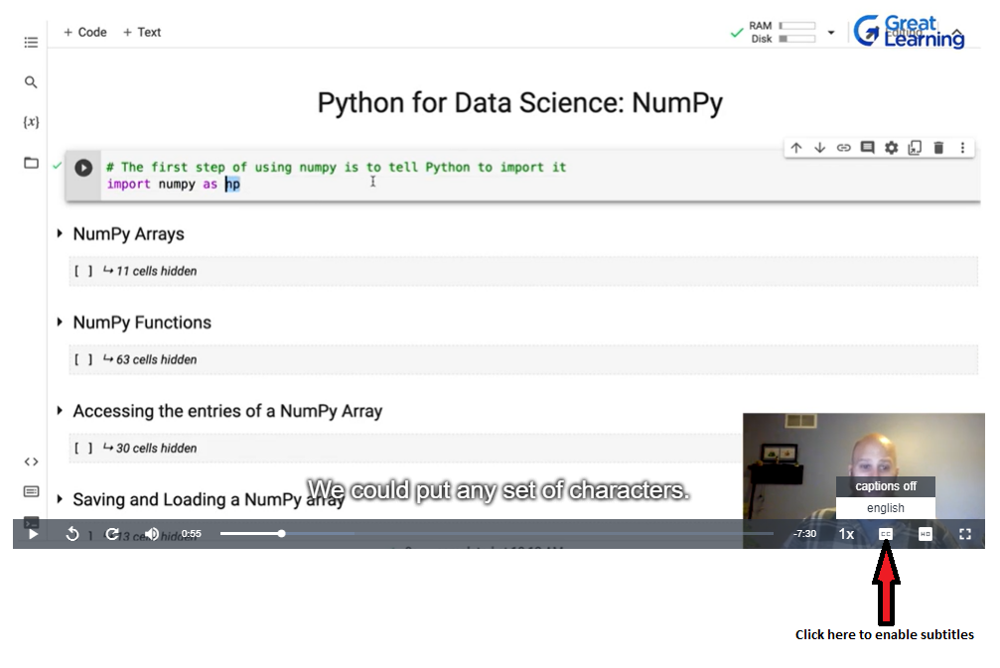 + Code + Text
RAM
Disk
Great
Learning
Python for Data Science: NumPy
{x}
# The first step of using numpy is to tell Python to import it
import numpy as np
NumPy Arrays
[ ] ↳ 11 cells hidden
NumPy Functions
[ ] ↳ 63 cells hidden
Accessing the entries of a NumPy Array
[ ] ↳ 30 cells hidden
Saving and Loading a NumPy array
We could put any set of characters.
captions off
english
13 cells hidden
0:55
-7:30
1x
CC
HD
Click here to enable subtitles